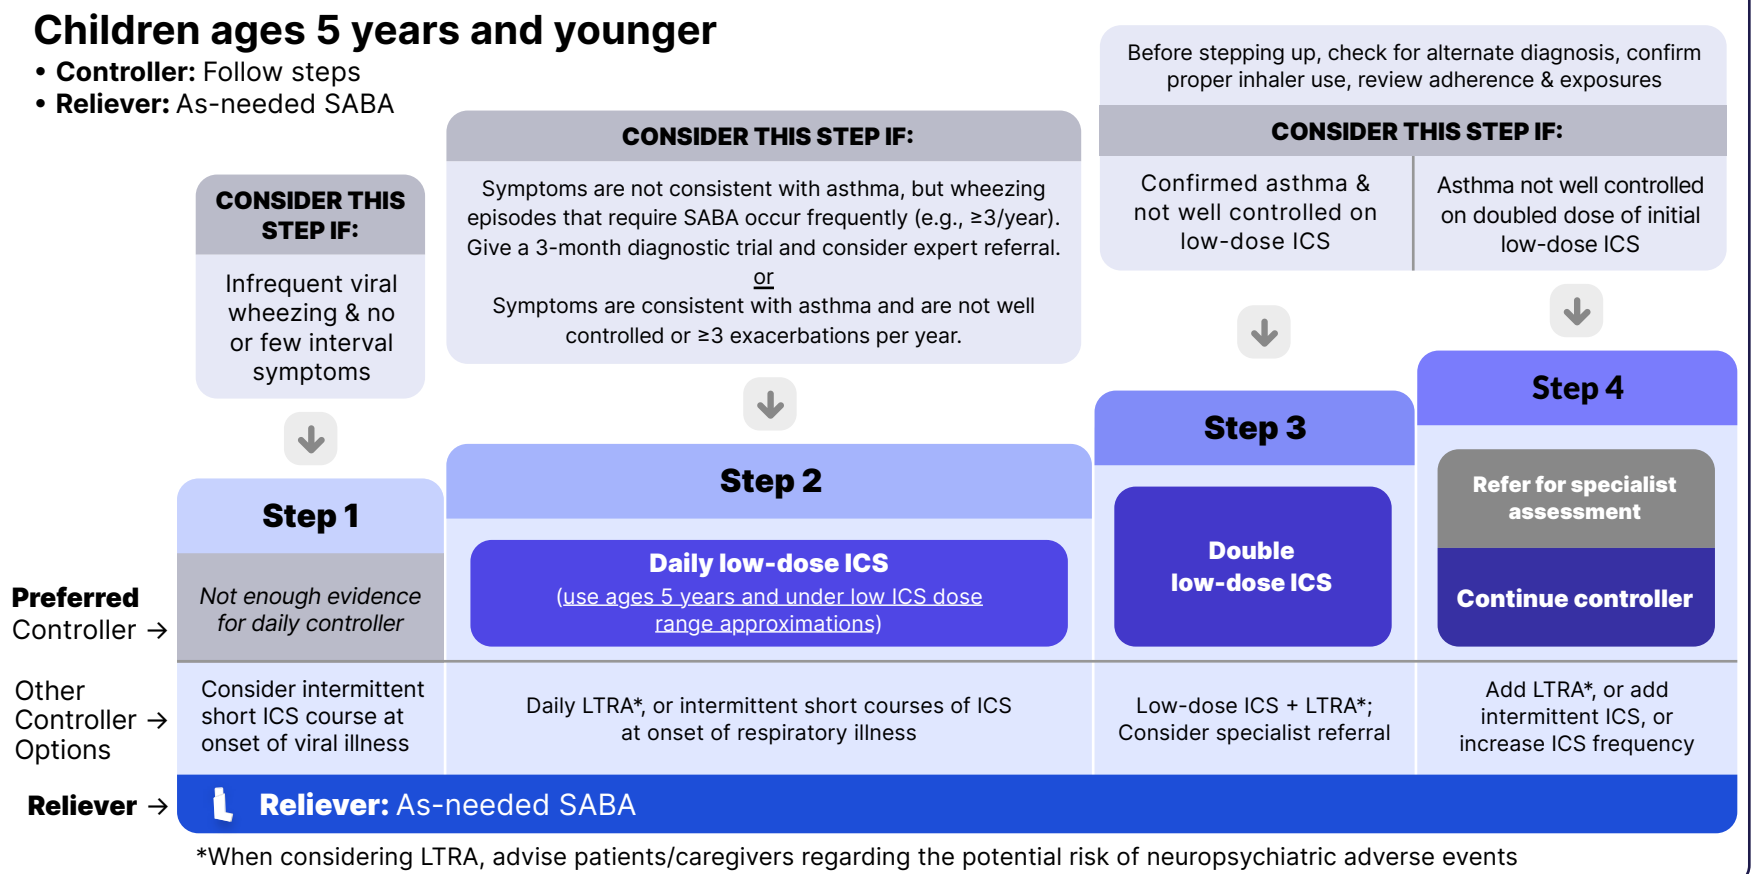 Children ages 5 years and younger
• Controller: Follow steps
• Reliever: As-needed SABA
CONSIDER THIS
STEP IF:
Infrequent viral
wheezing & no
or few interval
symptoms
CONSIDER THIS STEP IF:
Symptoms are not consistent with asthma, but wheezing
episodes that require SABA occur frequently (e.g., ≥3/year).
Give a 3-month diagnostic trial and consider expert referral.
or
Symptoms are consistent with asthma and are not well
controlled or ≥3 exacerbations per year.
Before stepping up, check for alternate diagnosis, confirm
proper inhaler use, review adherence & exposures
CONSIDER THIS STEP IF:
Confirmed asthma &
not well controlled on
low-dose ICS
Asthma not well controlled
on doubled dose of initial
low-dose ICS
Step 1
Step 2
Step 3
Step 4
Preferred
Controller →
Not enough evidence
for daily controller
Daily low-dose ICS
(use ages 5 years and under low ICS dose
range approximations)
Double
low-dose ICS
Refer for specialist
assessment
Continue controller
Other
Controller →
Options
Consider intermittent
short ICS course at
onset of viral illness
Daily LTRA*, or intermittent short courses of ICS
at onset of respiratory illness
Low-dose ICS + LTRA*;
Consider specialist referral
Add LTRA*, or add
intermittent ICS, or
increase ICS frequency
Reliever →
Reliever: As-needed SABA
*When considering LTRA, advise patients/caregivers regarding the potential risk of neuropsychiatric adverse events